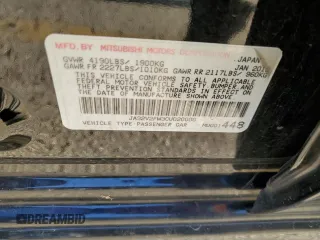 MFD BY MITSUBISHI MOTORS CORPORATION JAPAN
GVWR 4190LBS/ 1900KG JAN 20
GAWR FR 2227LBS/1010KG GAWR RR 2117LBS/ 960KG
THIS VEHICLE CONFORMS TO ALL APPLICABLE
FEDERAL MOTOR VEHICLE SAFETY, BUMPER AND
THEFT PREVENTION STANDARDS IN EFFECT ON
THE DATE OF MANUFACTURE SHOWN ABOVE.
VEHICLE TYPE PASSENGER CAR 448
AUTOBIDMASTER